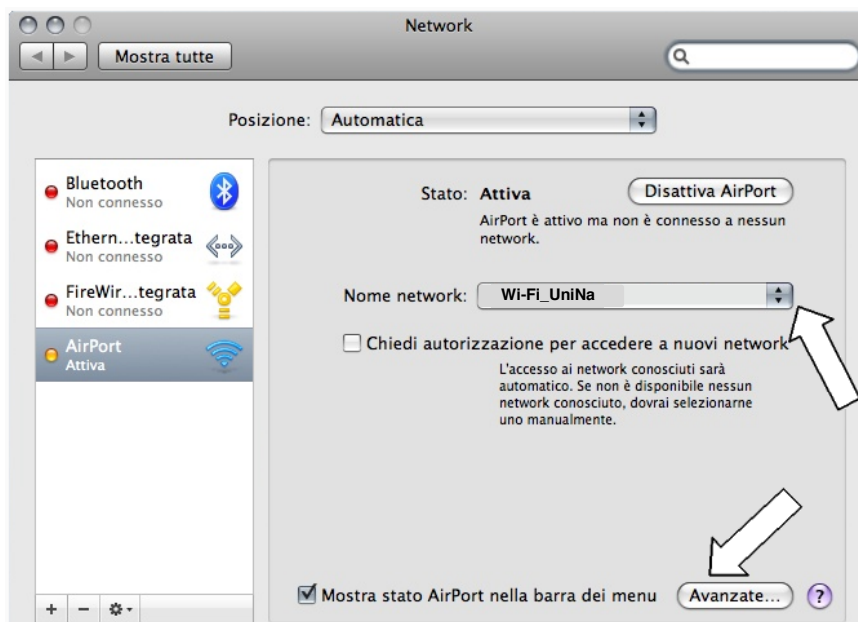 Network
Mostra tutte
Posizione: Automatica
Bluetooth
Non connesso
Ethern...tegrata
Non connesso
FireWir...tegrata
Non connesso
AirPort
Attiva
Stato: Attiva
Disattiva AirPort
AirPort è attivo ma non è connesso a nessun
network.
Nome network: Wi-Fi_UniNa
Chiedi autorizzazione per accedere a nuovi network
L'accesso ai network conosciuti sarà
automatico. Se non è disponibile nessun
network conosciuto, dovrai selezionarne
uno manualmente.
Mostra stato AirPort nella barra dei menu
Avanzate...
?